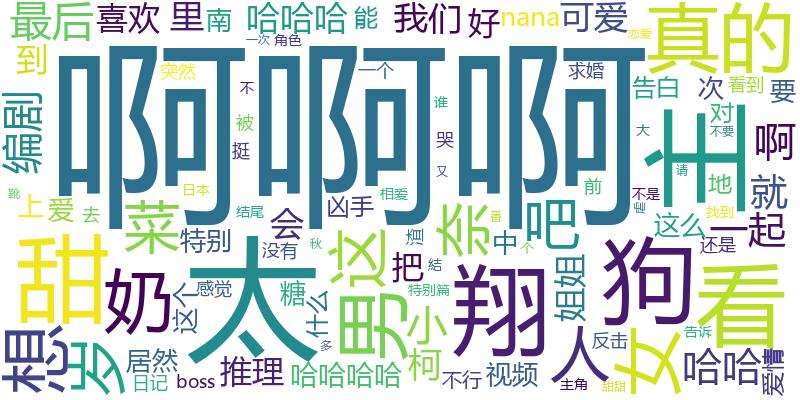 最后
喜欢
里
南
哈哈哈
能
我们
好
nana
可爱
真的
恋爱
一次
角色
到
突然
一个
求婚
告白
次
看到
要
啊啊啊
主
编剧
不
被
挺
谁
哭
又
大
对
不要
啊
请
地
就
靴
上
爱
去
日本
结尾
相爱
前
不是
虐
找到
菜
特别
会
没有
凶手
秋
渣
奈
番
中
个
吧
这么
还是
一起
甜
奶
太
这
男
把
結
特别篇
翔
姐姐
狗
看
这个
感觉
糖
什么
多
小
想
岁
居然
日记
boss
推理
哈哈哈哈
柯
不行
视频
人
主角
反击
甜甜
女
告诉
哈哈
爱情